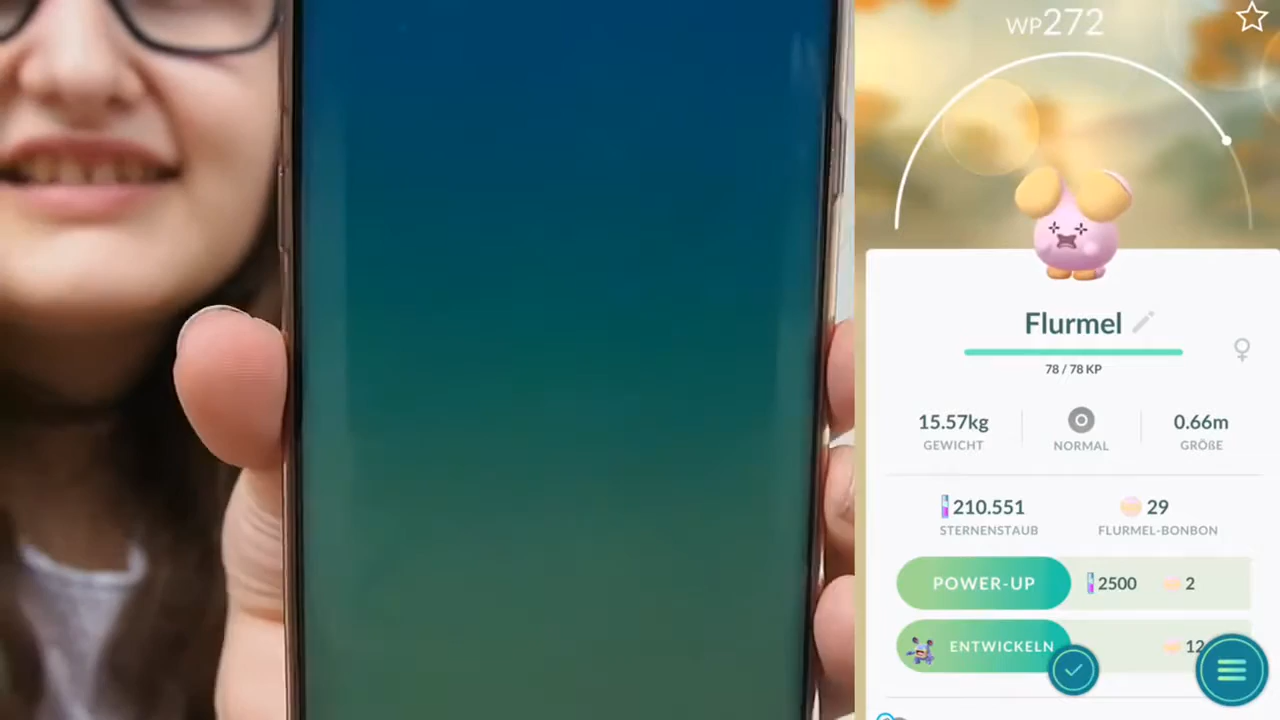 WP272
Flurmel
78 / 78 KP
15.57kg
0.66m
GEWICHT
NORMAL
GRÖẞE
210.551
29
STERNENSTAUB
FLURMEL-BONBON
POWER-UP
2500
2
ENTWICKELN